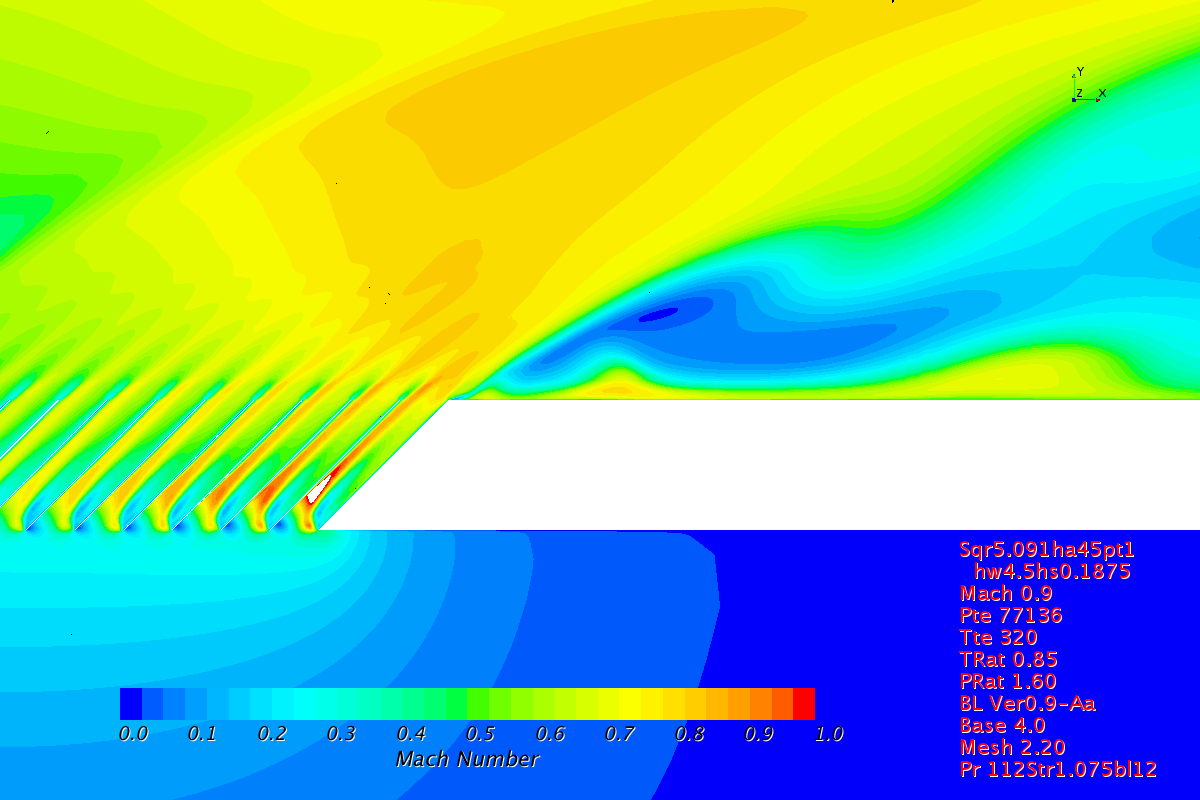 Y
Z X
Sqr5.091ha45pt1
hw4.5hs0.1875
Mach 0.9
Pte 77136
Tte 320
TRat 0.85
PRat 1.60
BL Ver0.9-Aa
Base 4.0
Mesh 2.20
Pr 112Str1.075bl12
0.0 0.1 0.2 0.3 0.4 0.5 0.6 0.7 0.8 0.9 1.0
Mach Number